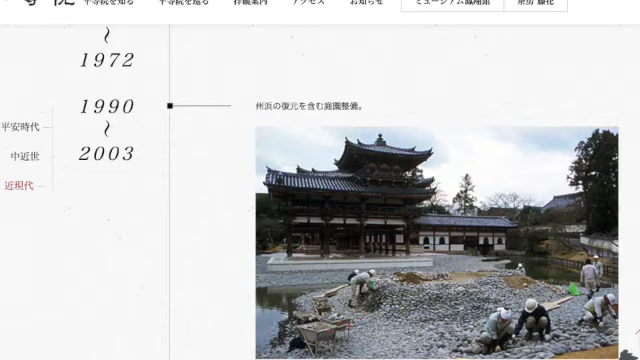 平等院を知る 平等院を巡る 拝観案内 アクセス お知らせ ミュージアム鳳翔館 茶房 藤花
〜
1972
1990
〜
2003
州浜の復元を含む庭園整備。
平安時代
中近世
近現代